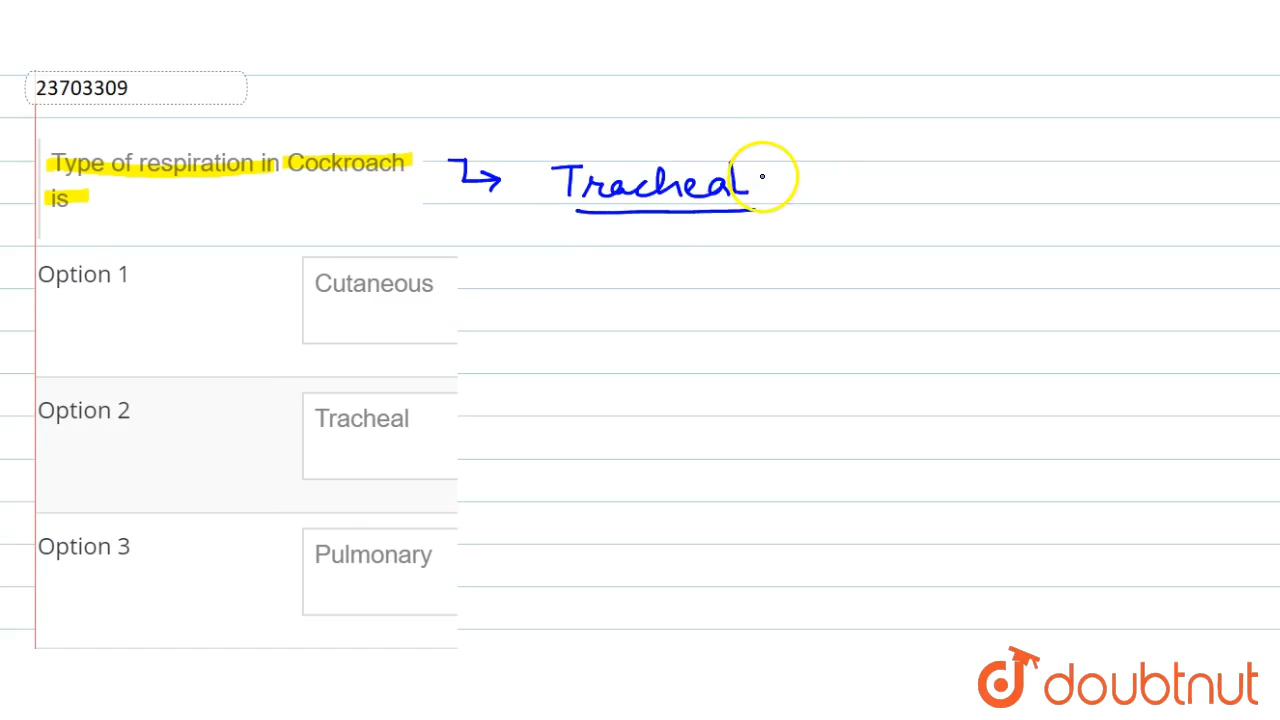 23703309
Type of respiration in Cockroach
is
Tracheal
Option 1
Cutaneous
Option 2
Tracheal
Option 3
Pulmonary
doubtnut